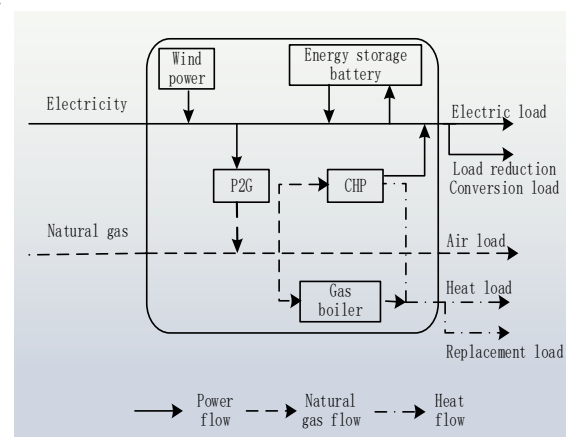 Wind
power
Energy storage
battery
Electricity
Electric load
Load reduction
Conversion load
P2G
CHP
Natural gas
Air load
Gas
boiler
Heat load
Replacement load
Power
flow
Natural
gas flow
Heat
flow